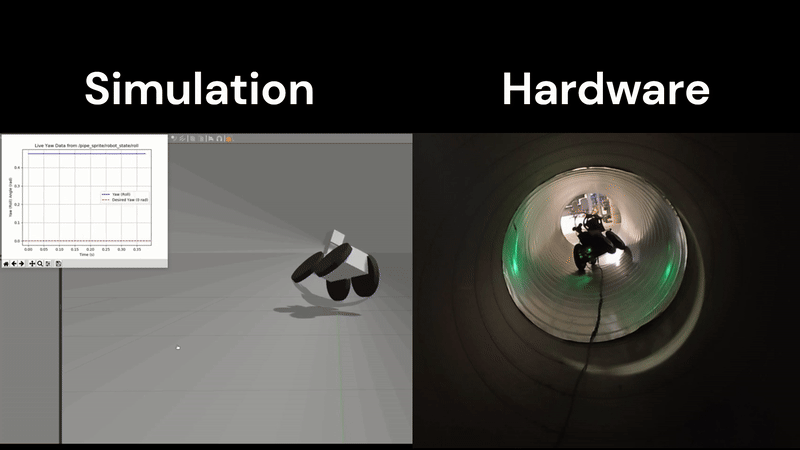 Simulation
Hardware
Live Yaw Data from /pipe_sprite/robot_state/roll
Yaw (Roll) Angle (rad)
0.4
0.3
0.2
0.1
0.0
Yaw (Roll)
Desired Yaw (0 rad)
0.00 0.05 0.10 0.15 0.20 0.25 0.30 0.35
Time (s)